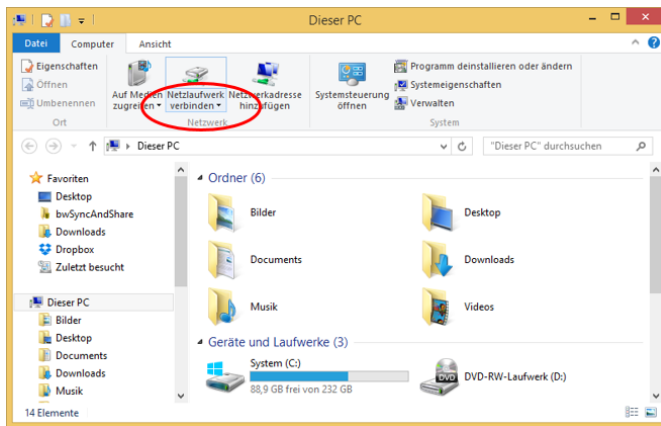 Dieser PC
Datei Computer Ansicht
Eigenschaften
Öffnen
Umbenennen
Ort
Auf Medien zugreifen
Netzlaufwerk verbinden
Netzwerkadresse hinzufügen
Netzwerk
Systemsteuerung öffnen
Programm deinstallieren oder ändern
Systemeigenschaften
Verwalten
System
Dieser PC
"Dieser PC" durchsuchen
Favoriten
Desktop
bwSyncAndShare
Downloads
Dropbox
Zuletzt besucht
Dieser PC
Bilder
Desktop
Documents
Downloads
Musik
Ordner (6)
Bilder
Desktop
Documents
Downloads
Musik
Videos
Geräte und Laufwerke (3)
System (C:)
88,9 GB frei von 232 GB
DVD
DVD-RW-Laufwerk (D:)
14 Elemente